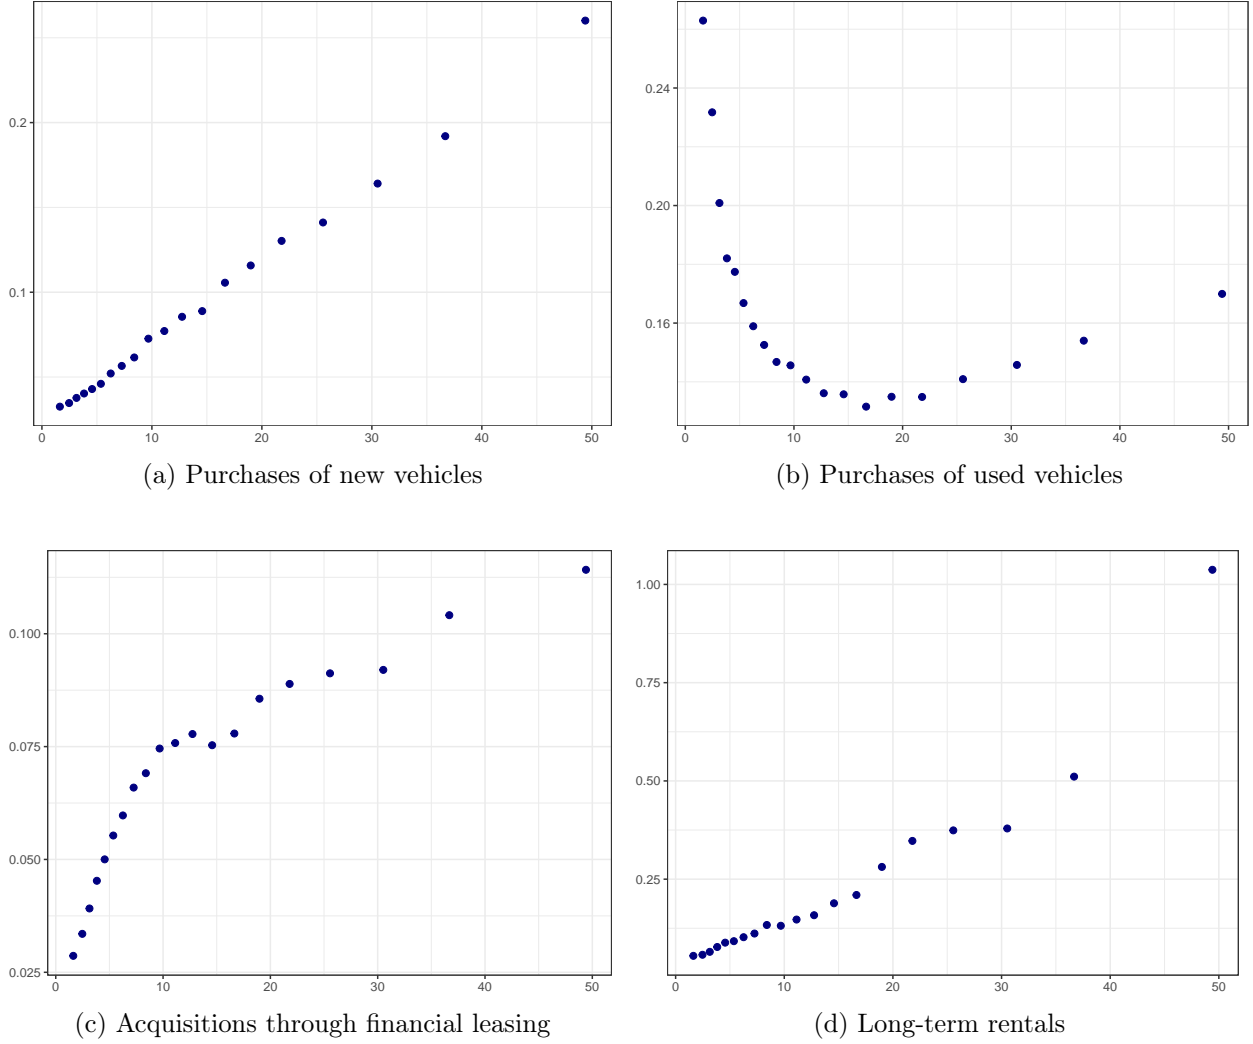 0.2
0.1
0 10 20 30 40 50
(a) Purchases of new vehicles
0.24
0.20
0.16
0 10 20 30 40 50
(b) Purchases of used vehicles
0.100
0.075
0.050
0.025
0 10 20 30 40 50
(c) Acquisitions through financial leasing
1.00
0.75
0.50
0.25
0 10 20 30 40 50
(d) Long-term rentals